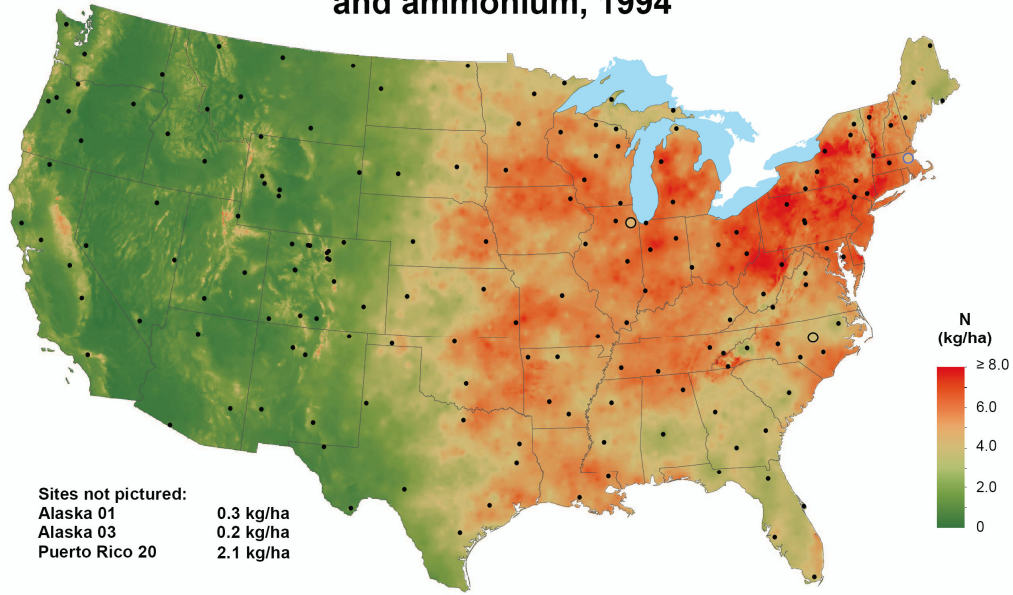 and ammonium, 1994
N
(kg/ha)
≥ 8.0
6.0
4.0
2.0
0
Sites not pictured:
Alaska 01 0.3 kg/ha
Alaska 03 0.2 kg/ha
Puerto Rico 20 2.1 kg/ha